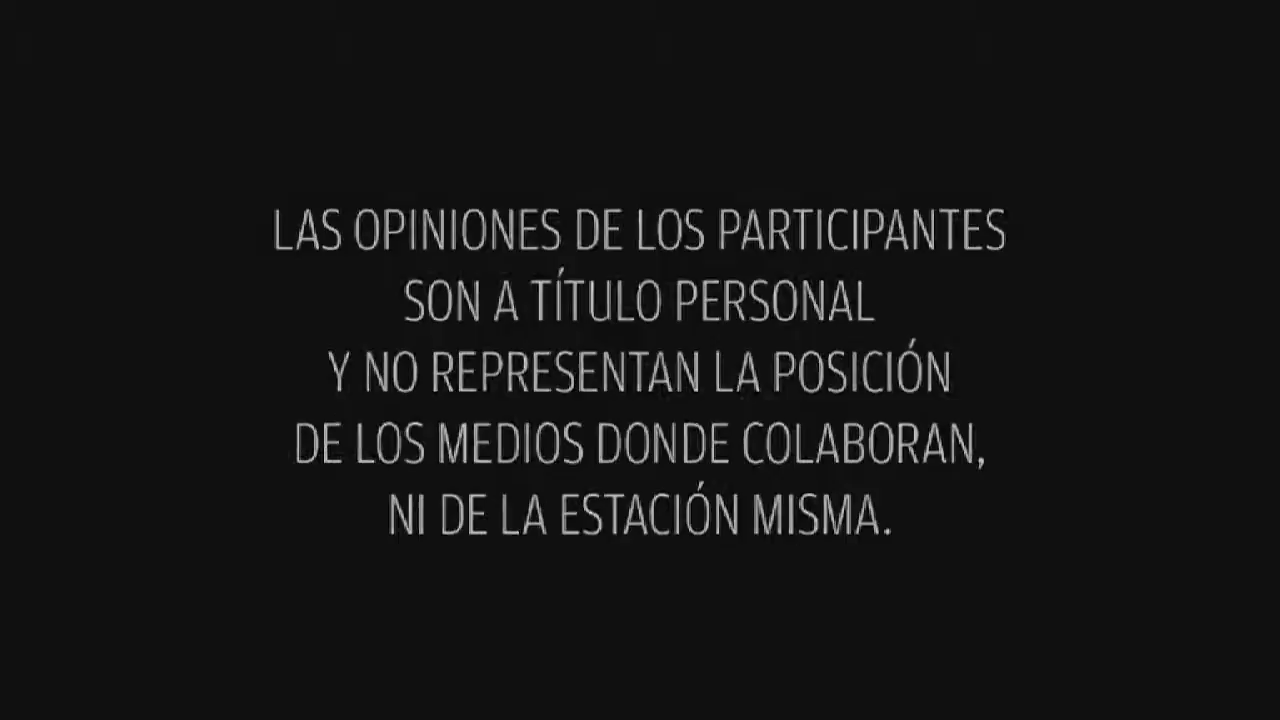 LAS OPINIONES DE LOS PARTICIPANTES
SON A TÍTULO PERSONAL
Y NO REPRESENTAN LA POSICIÓN
DE LOS MEDIOS DONDE COLABORAN,
NI DE LA ESTACIÓN MISMA.